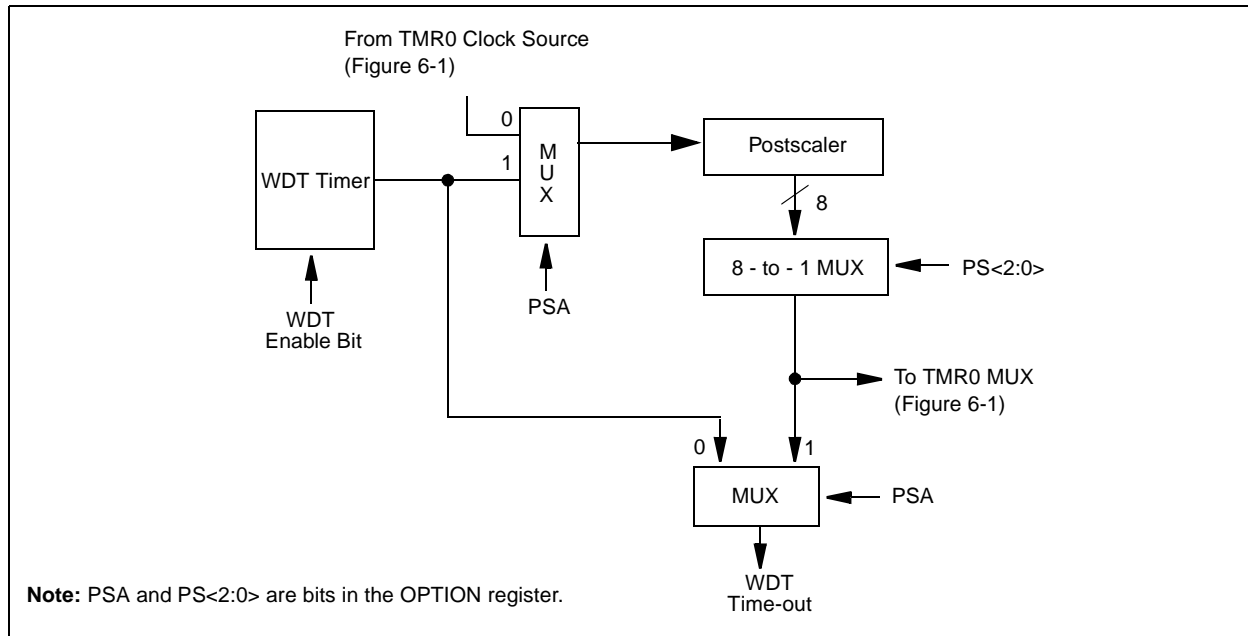 From TMR0 Clock Source
(Figure 6-1)
0
1
M
U
X
Postscaler
WDT Timer
8
8 - to - 1 MUX
PS<2:0>
PSA
WDT
Enable Bit
To TMR0 MUX
(Figure 6-1)
0
1
MUX
PSA
WDT
Time-out
Note: PSA and PS<2:0> are bits in the OPTION register.